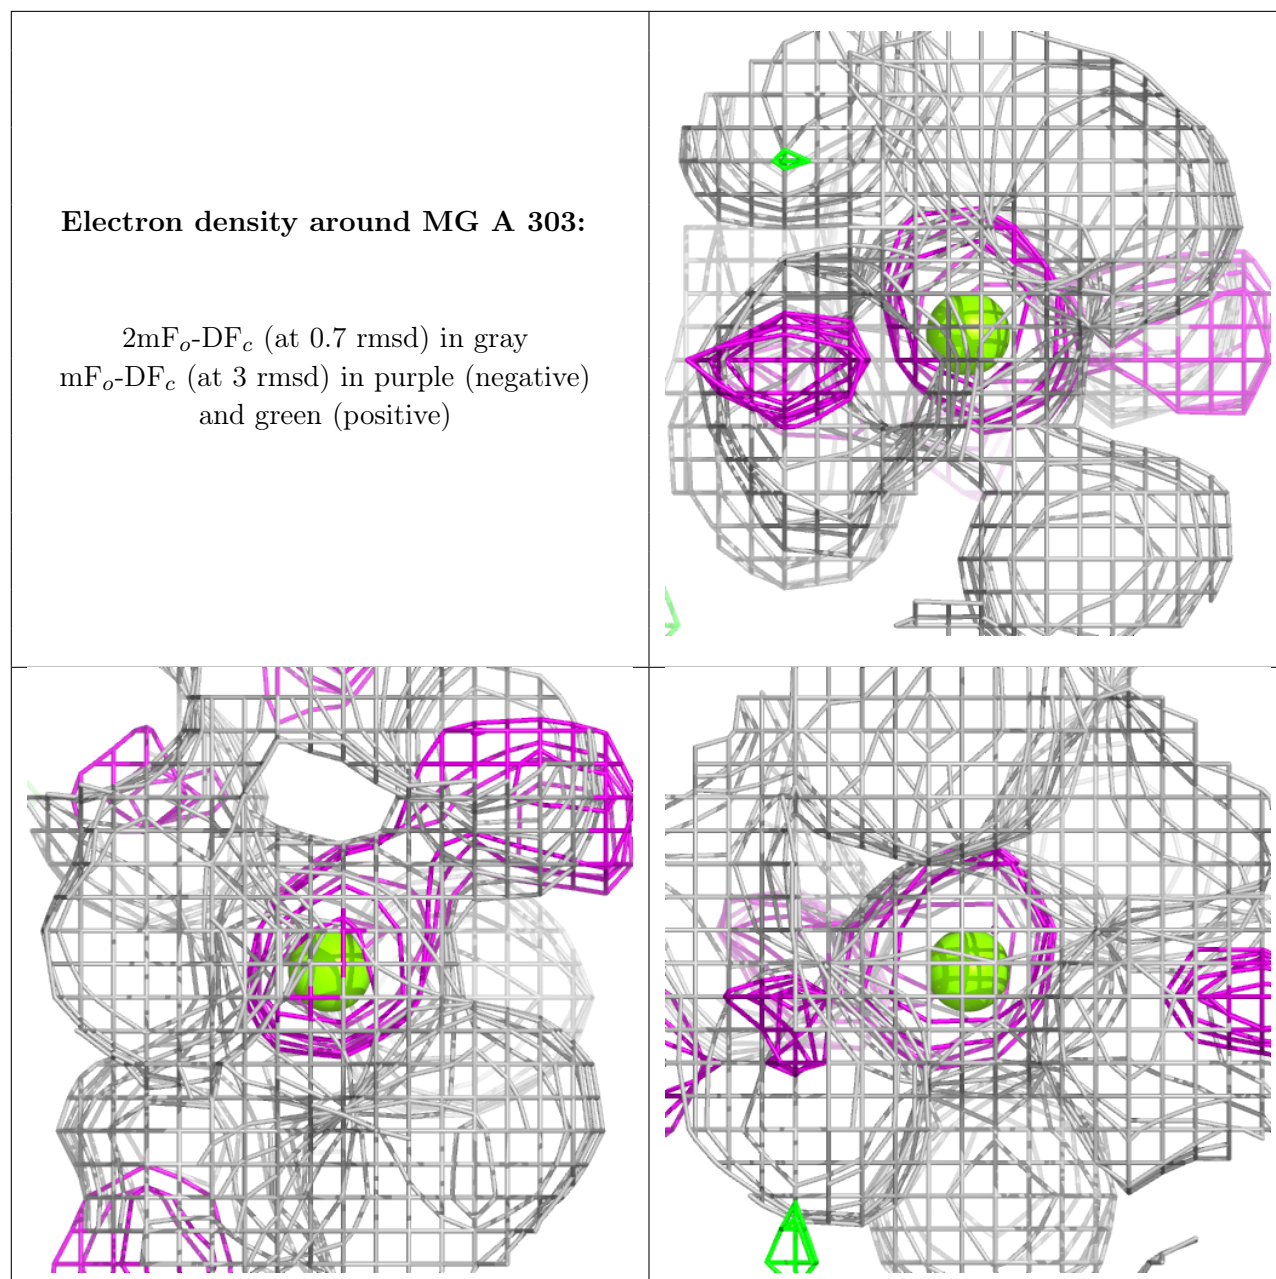 Electron density around MG A 303:
2mFo-DFc (at 0.7 rmsd) in gray
mFo-DFc (at 3 rmsd) in purple (negative)
and green (positive)